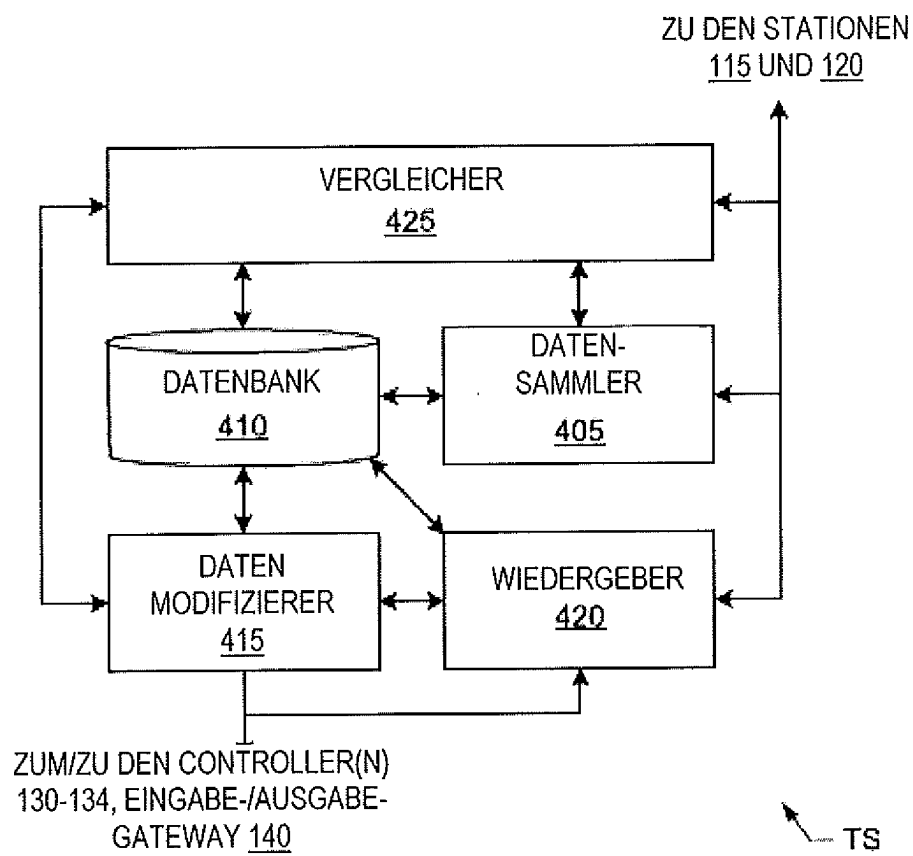 ZU DEN STATIONEN
115 UND 120
VERGLEICHER
425
DATENBANK
410
DATEN-
SAMMLER
405
DATEN
MODIFIZIERER
415
WIEDERGEBER
420
ZUM/ZU DEN CONTROLLER(N)
130-134, EINGABE-/AUSGABE-
GATEWAY 140
TS